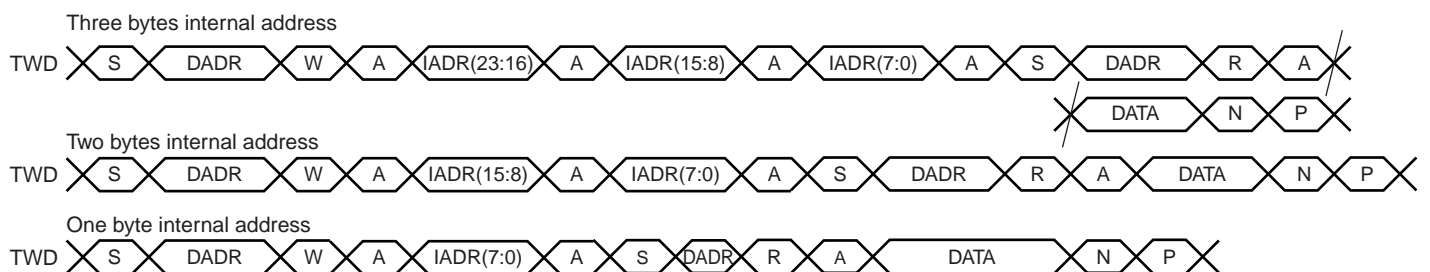 Three bytes internal address
TWD S DADR W A IADR(23:16) A IADR(15:8) A IADR(7:0) A S DADR R A
DATA N P
Two bytes internal address
TWD S DADR W A IADR(15:8) A IADR(7:0) A S DADR R A DATA N P
One byte internal address
TWD S DADR W A IADR(7:0) A S DADR R A DATA N P